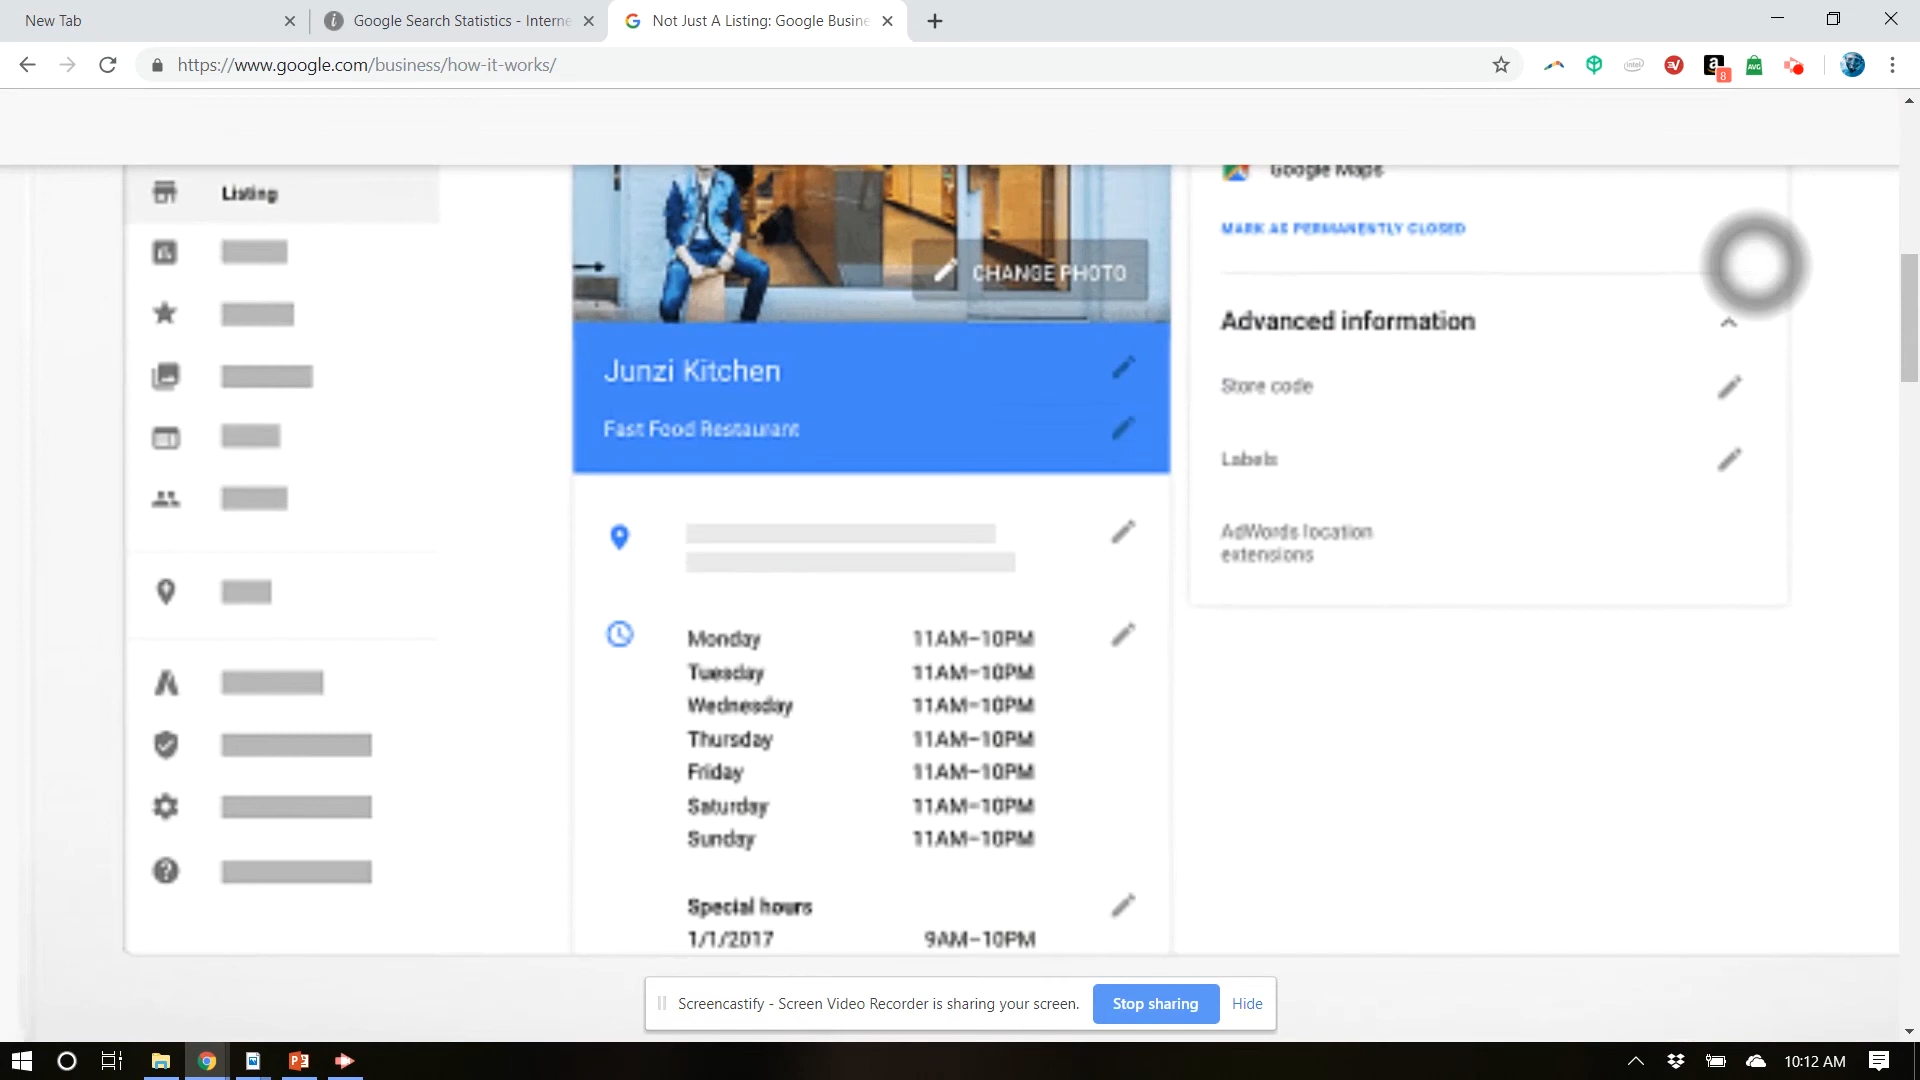 New Tab
Google Search Statistics - Interne
Not Just A Listing: Google Busine
https://www.google.com/business/how-it-works/
8
Listing
Google Maps
MARK AS PERMANENTLY CLOSED
CHANGE PHOTO
Advanced information
Junzi Kitchen
Store code
Fast Food Restaurant
Labels
AdWords location
extensions
Monday 11AM–10PM
Tuesday 11AM–10PM
Wednesday 11AM–10PM
Thursday 11AM–10PM
Friday 11AM–10PM
Saturday 11AM–10PM
Sunday 11AM–10PM
Special hours
1/1/2017 9AM–10PM
Screencastify - Screen Video Recorder is sharing your screen. Stop sharing Hide
10:12 AM